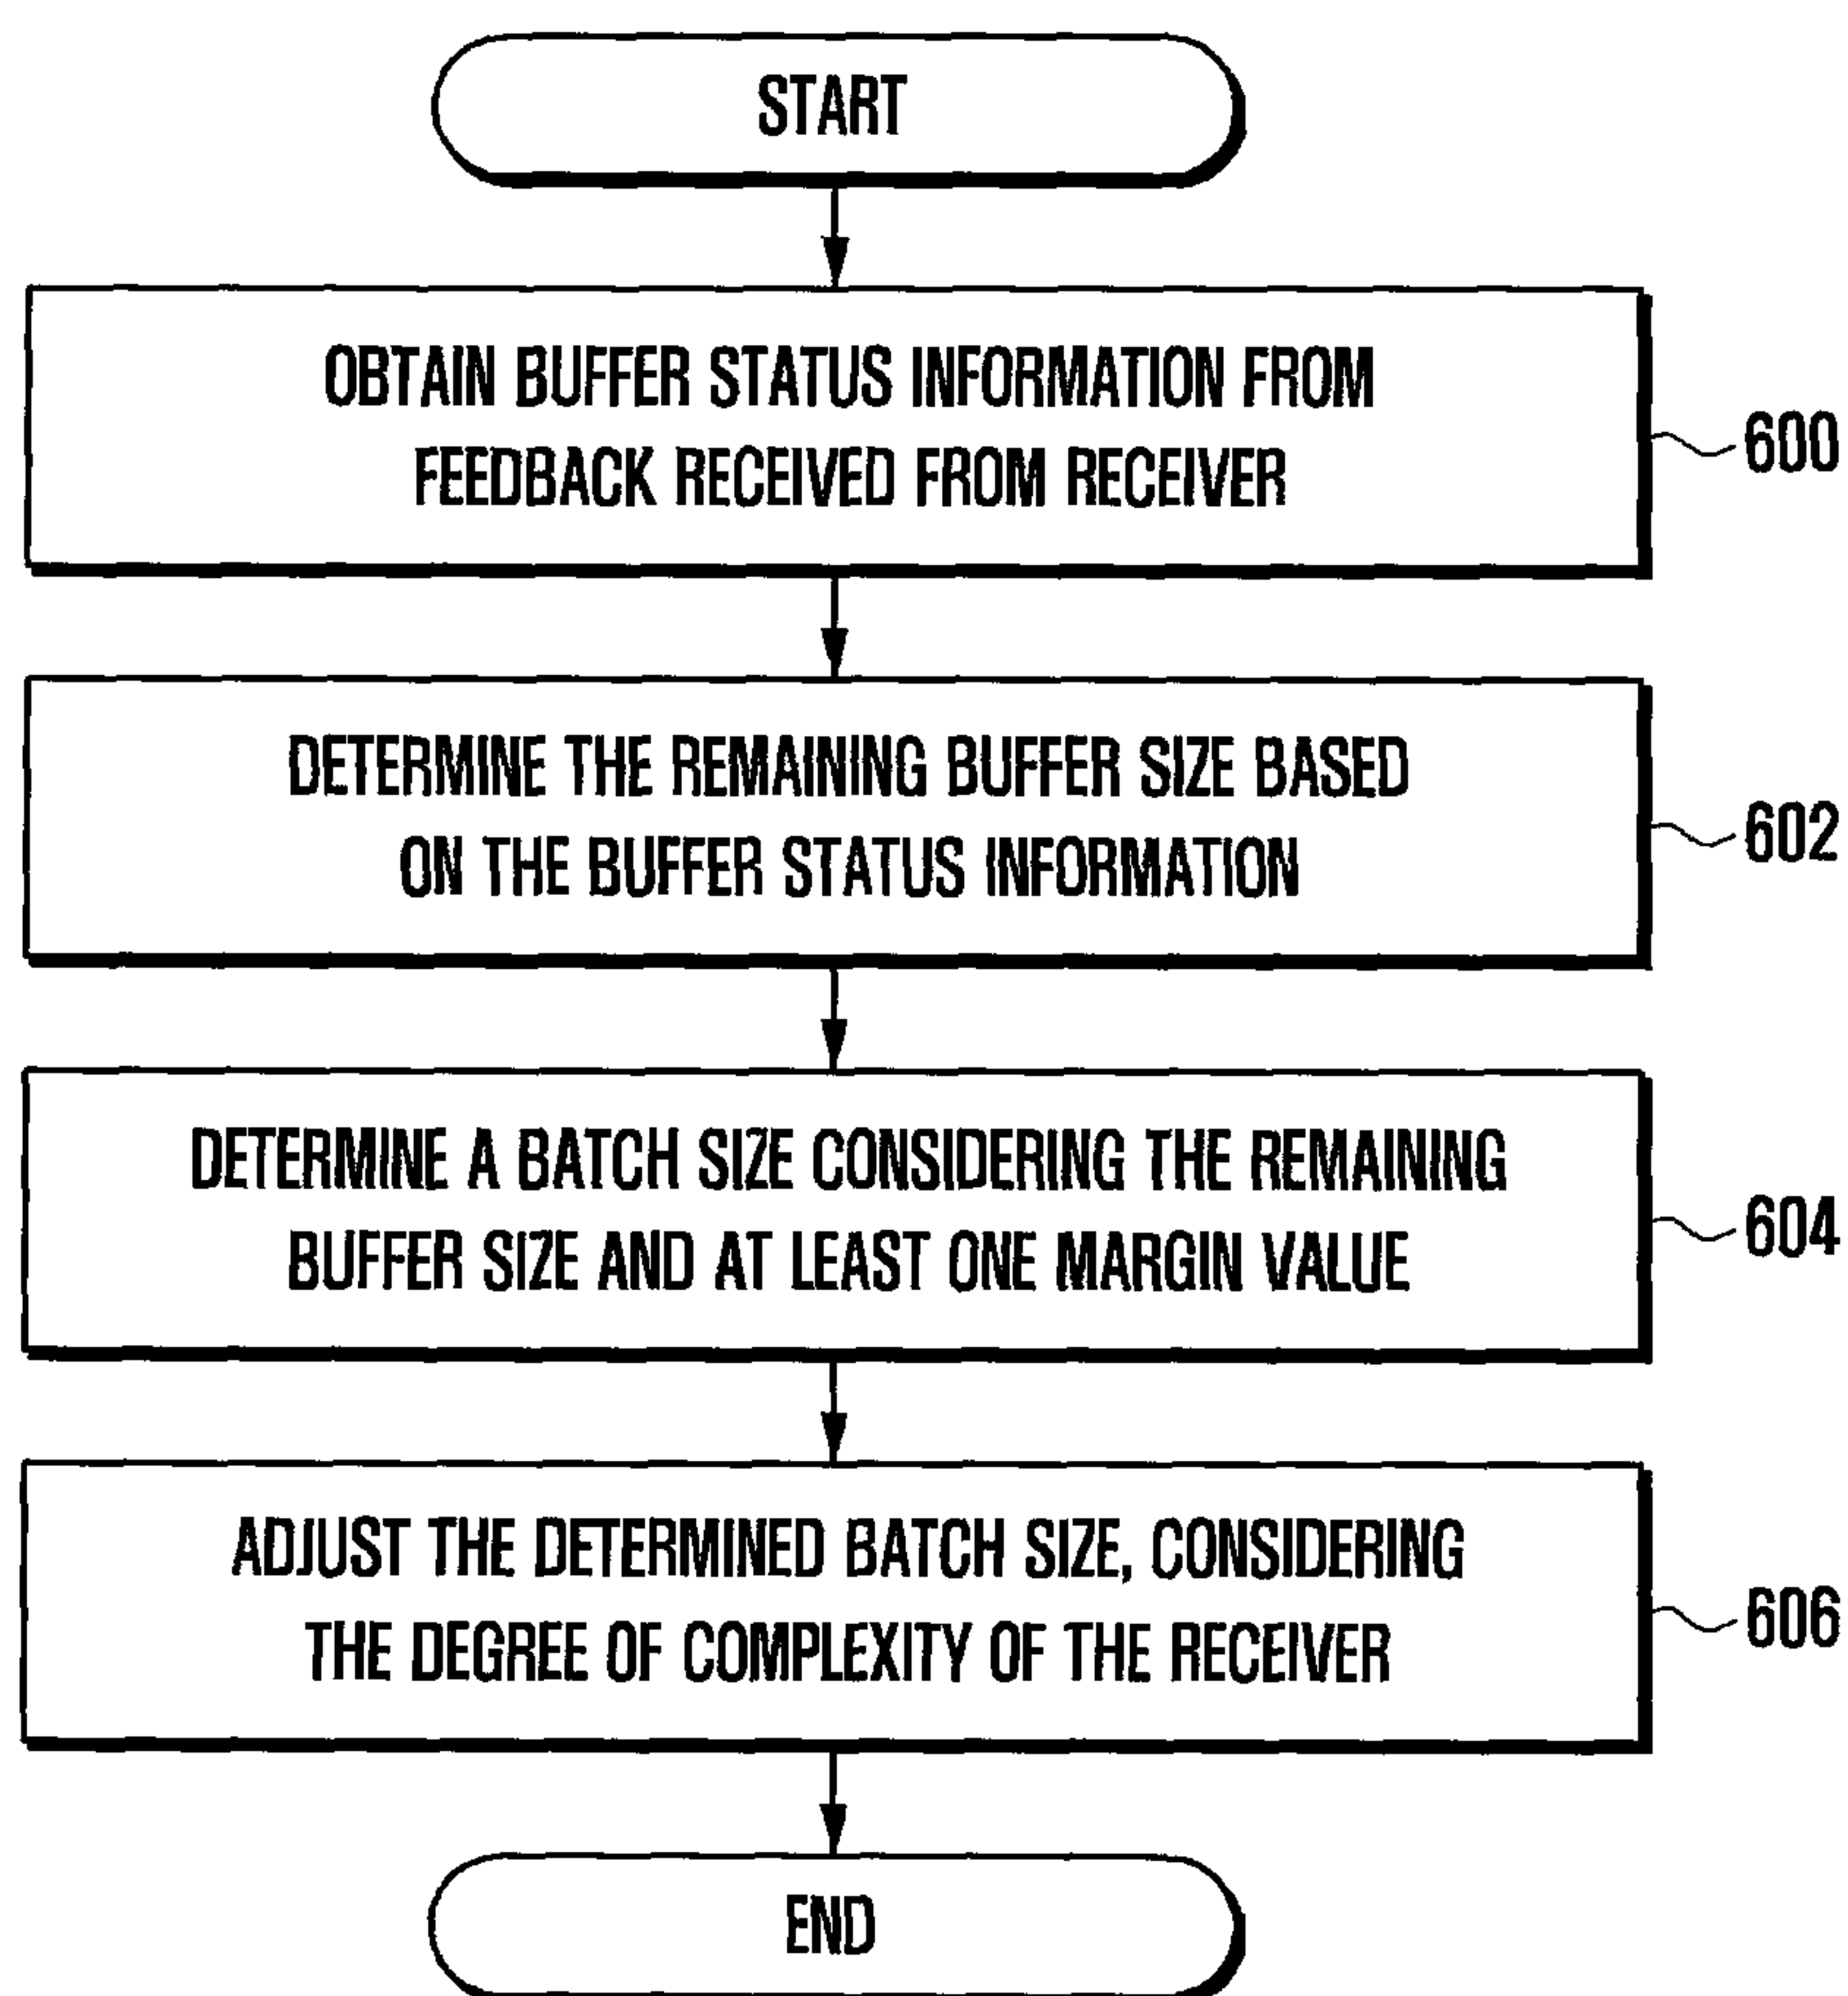 START
OBTAIN BUFFER STATUS INFORMATION FROM
FEEDBACK RECEIVED FROM RECEIVER
600
DETERMINE THE REMAINING BUFFER SIZE BASED
ON THE BUFFER STATUS INFORMATION
602
DETERMINE A BATCH SIZE CONSIDERING THE REMAINING
BUFFER SIZE AND AT LEAST ONE MARGIN VALUE
604
ADJUST THE DETERMINED BATCH SIZE, CONSIDERING
THE DEGREE OF COMPLEXITY OF THE RECEIVER
606
END